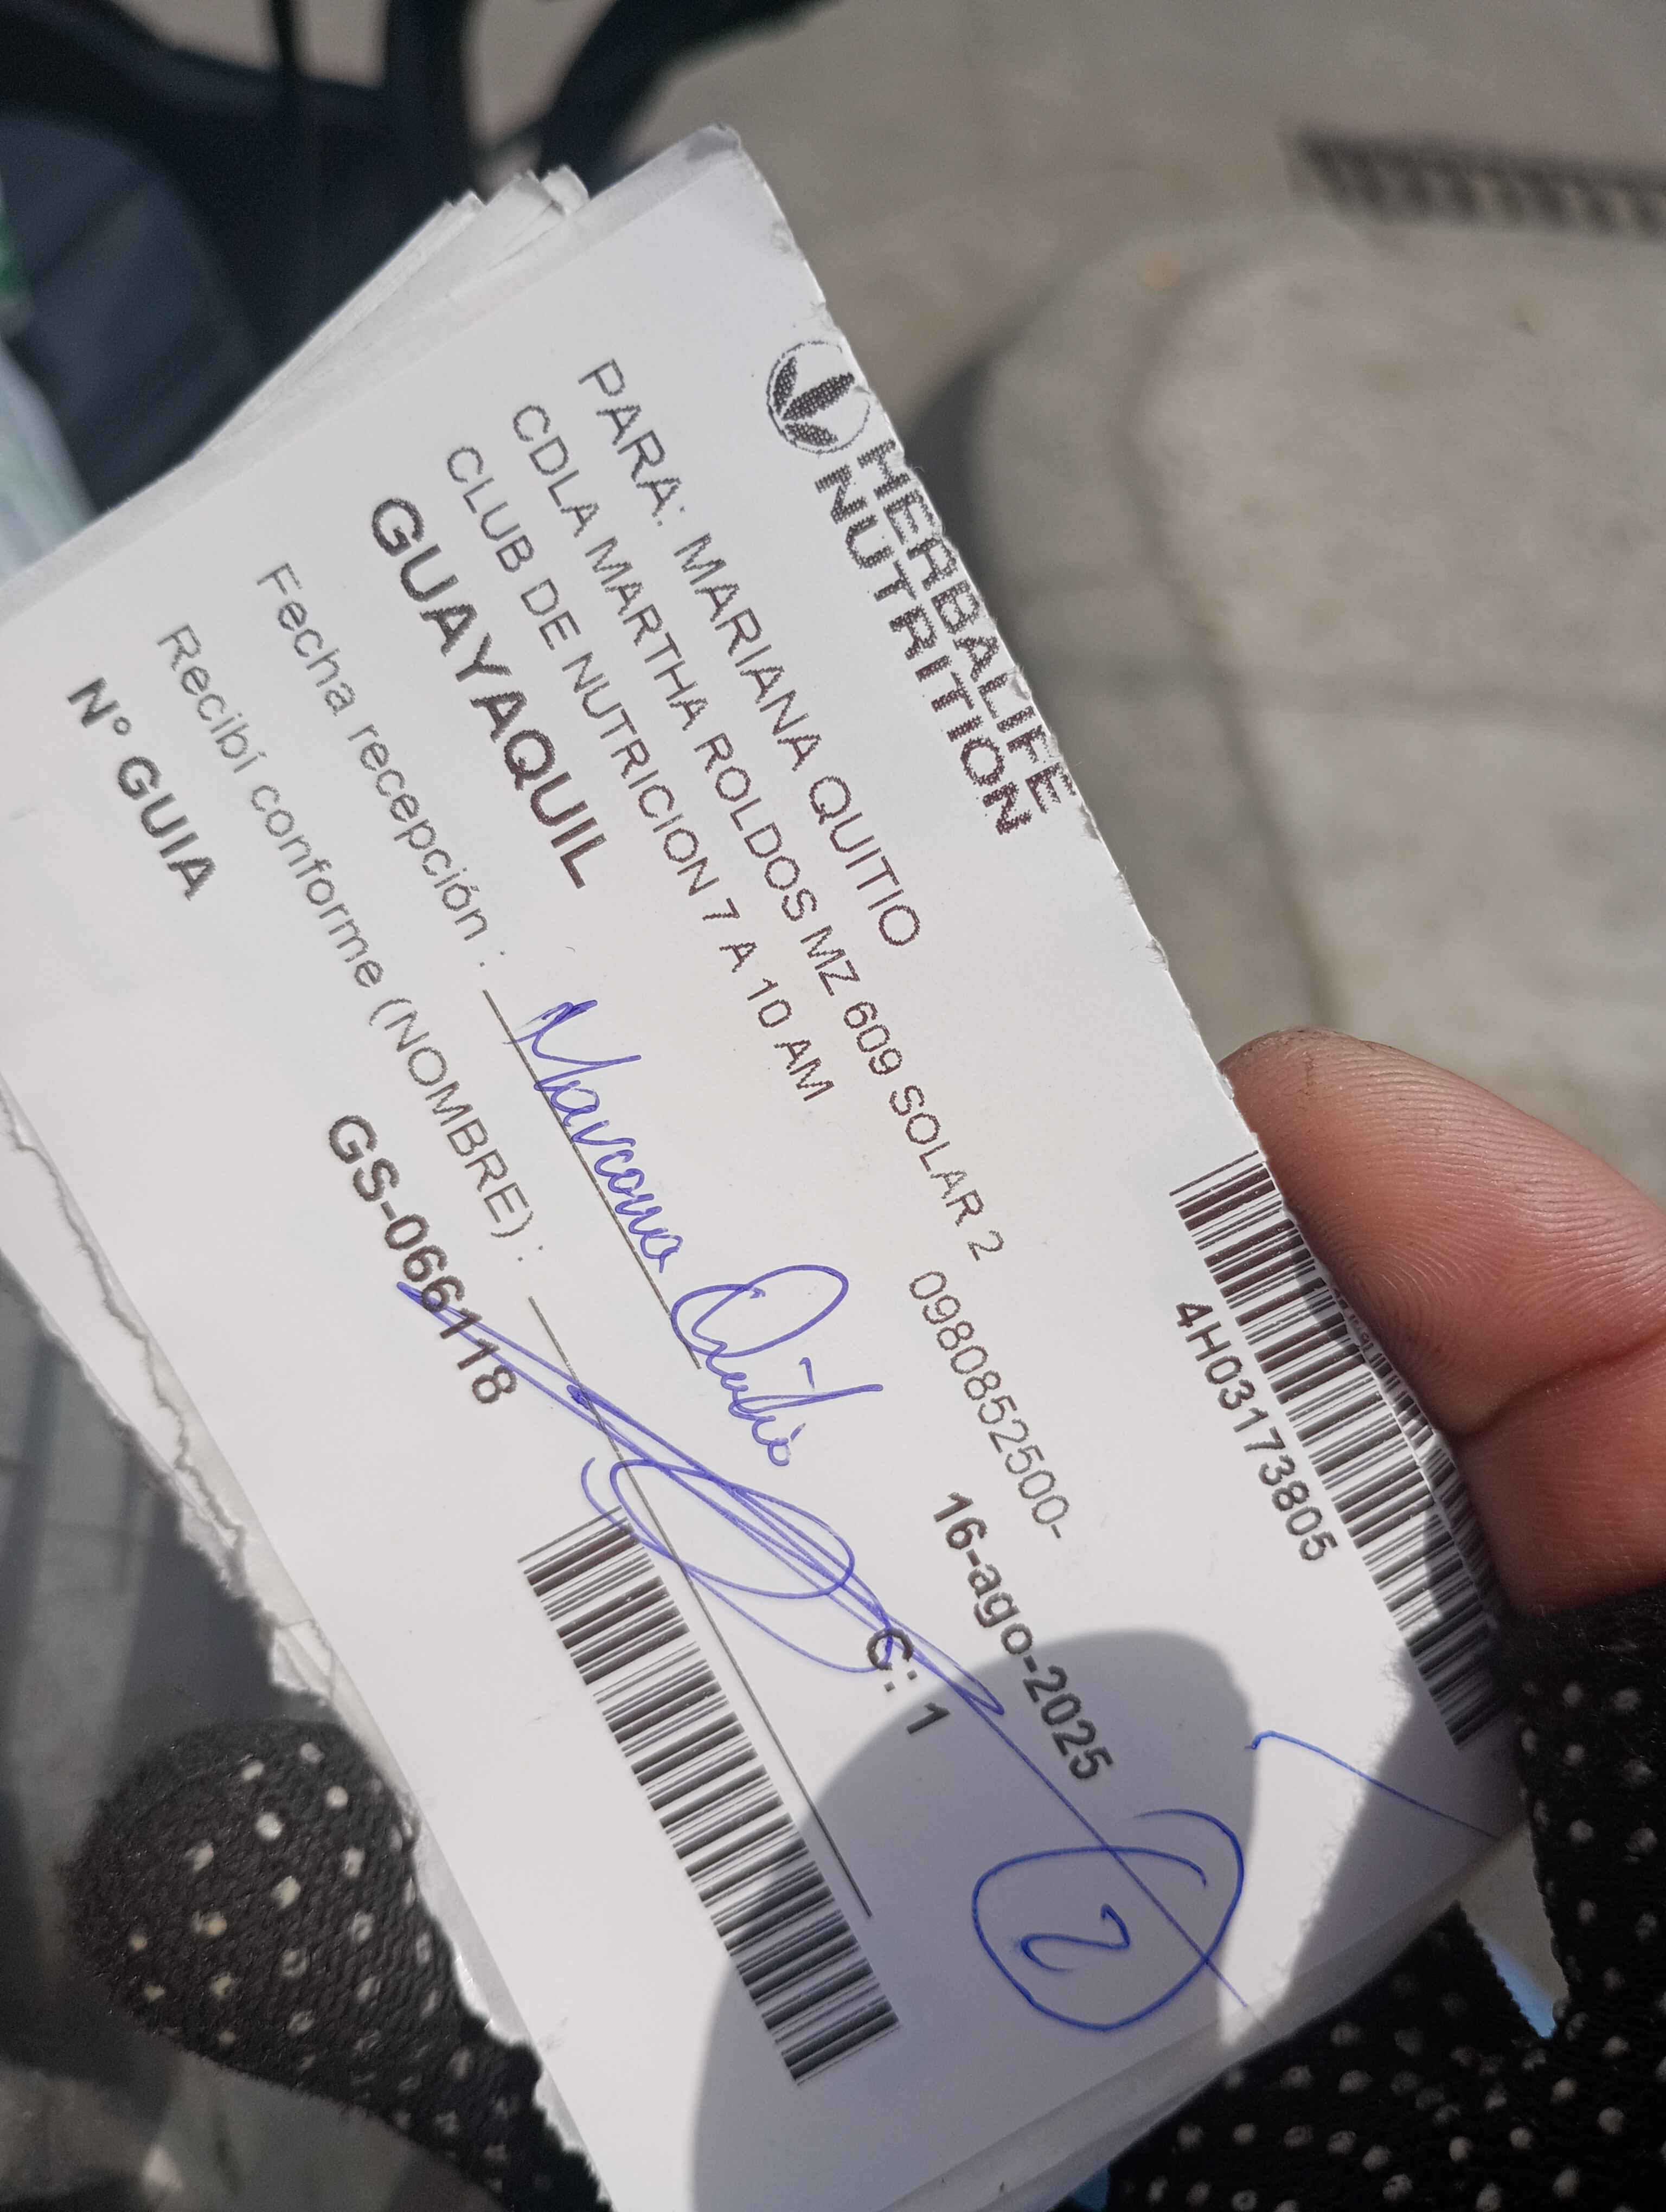 HERBALIFE
NUTRITION
4H03173805
PARA: MARIANA QUITIO
CDLA MARTHA ROLDOS MZ 609 SOLAR 2 0980852500-
CLUB DE NUTRICION 7 A 10 AM
16-ago-2025
GUAYAQUIL
C: 1
2
Fecha recepción :
Mariana Quitio
Recibí conforme (NOMBRE) :
Nº GUIA GS-066118